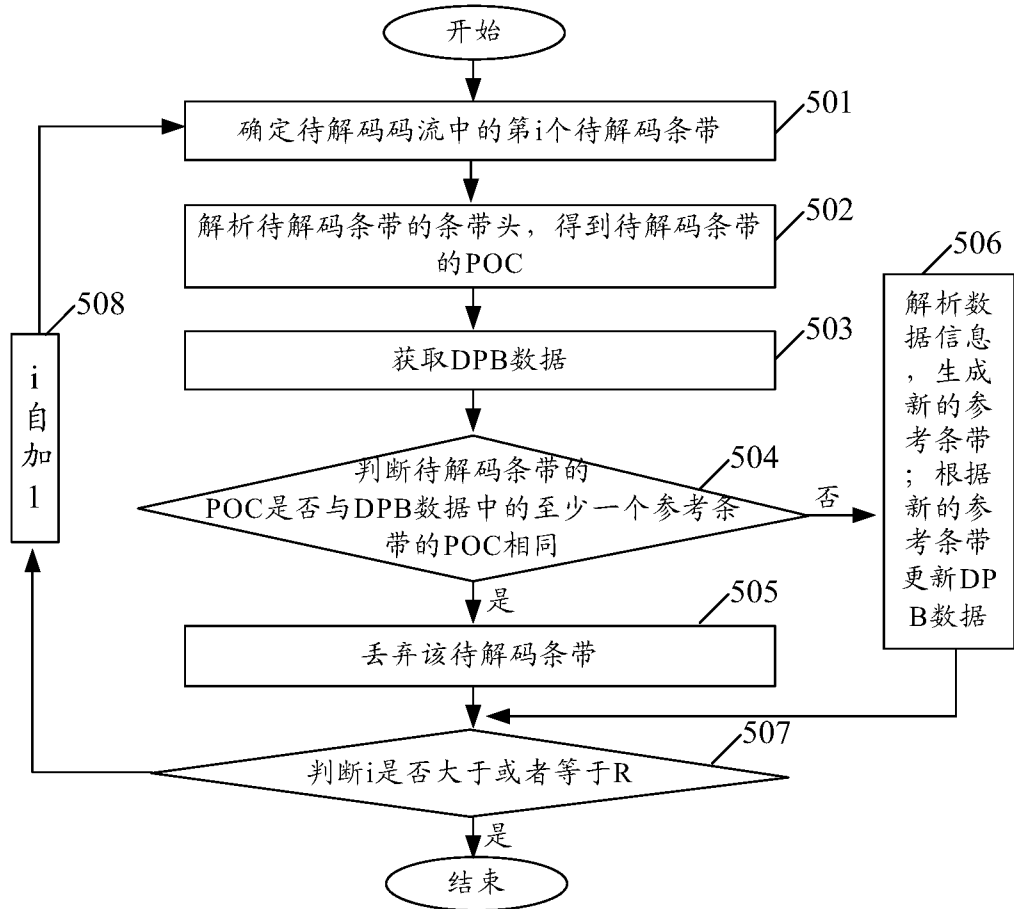 开始
501
确定待解码码流中的第i个待解码条带
502
解析待解码条带的条带头，得到待解码条带
的POC
503
获取DPB数据
504
判断待解码条带的
POC是否与DPB数据中的至少一个参考条
带的POC相同
否
506
解析数
据信息
，生成
新的参
考条带
；根据
新的参
考条带
更新DP
B数据
是
505
丢弃该待解码条带
507
判断i是否大于或者等于R
508
i
自
加
1
是
结束